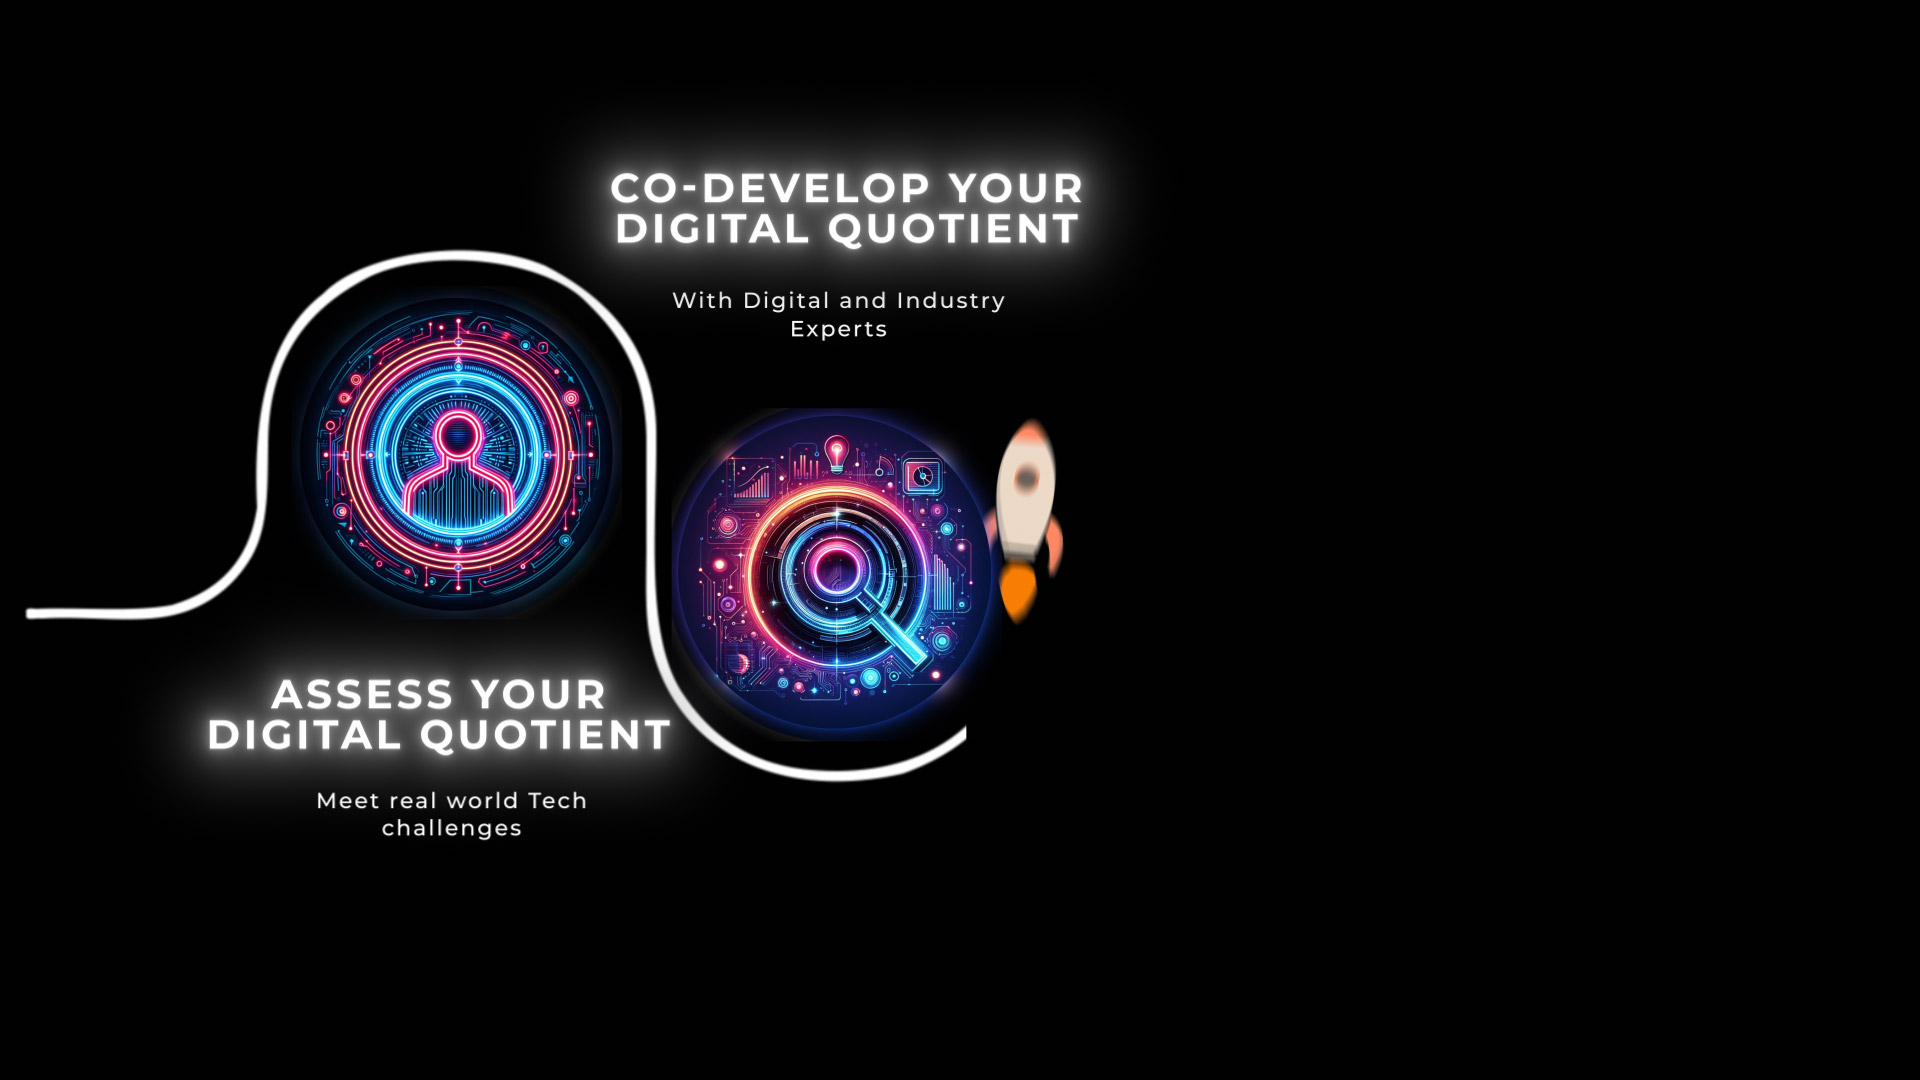 CO-DEVELOP YOUR
DIGITAL QUOTIENT
With Digital and Industry
Experts
ASSESS YOUR
DIGITAL QUOTIENT
Meet real world Tech
challenges